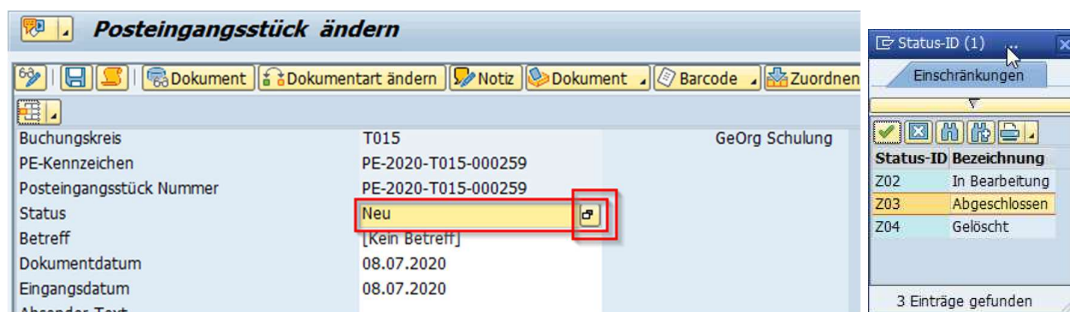 Posteingangsstück ändern
Dokument Dokumentart ändern Notiz Dokument Barcode Zuordnen
Buchungskreis T015 GeOrg Schulung
PE-Kennzeichen PE-2020-T015-000259
Posteingangsstück Nummer PE-2020-T015-000259
Status Neu
Betreff [Kein Betreff]
Dokumentdatum 08.07.2020
Eingangsdatum 08.07.2020
Absender Text
Status-ID (1) ...
Einschränkungen
Status-ID Bezeichnung
Z02 In Bearbeitung
Z03 Abgeschlossen
Z04 Gelöscht
3 Einträge gefunden